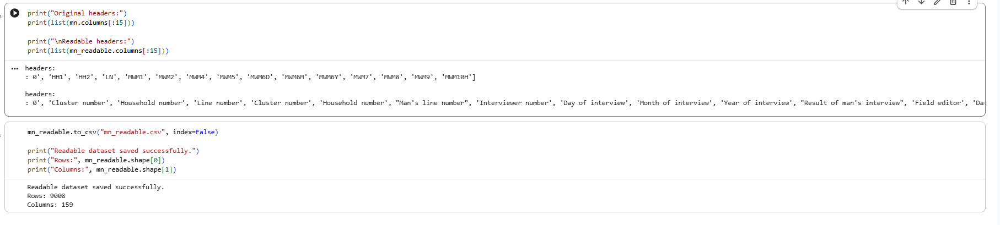 print("Original headers:")
print(list(mn.columns[:15]))
print("\nReadable headers:")
print(list(mn_readable.columns[:15]))
headers:
: 0', 'HH1', 'HH2', 'LN', 'MWM1', 'MWM2', 'MWM4', 'MWM5', 'MWM6D', 'MWM6M', 'MWM6Y', 'MWM7', 'MWM8', 'MWM9', 'MWM10H']
headers:
: 0', 'Cluster number', 'Household number', 'Line number', 'Cluster number', 'Household number', "Man's line number", 'Interviewer number', 'Day of interview', 'Month of interview', 'Year of interview', "Result of man's interview", 'Field editor', 'Dat
mn_readable.to_csv("mn_readable.csv", index=False)
print("Readable dataset saved successfully.")
print("Rows:", mn_readable.shape[0])
print("Columns:", mn_readable.shape[1])
Readable dataset saved successfully.
Rows: 9008
Columns: 159